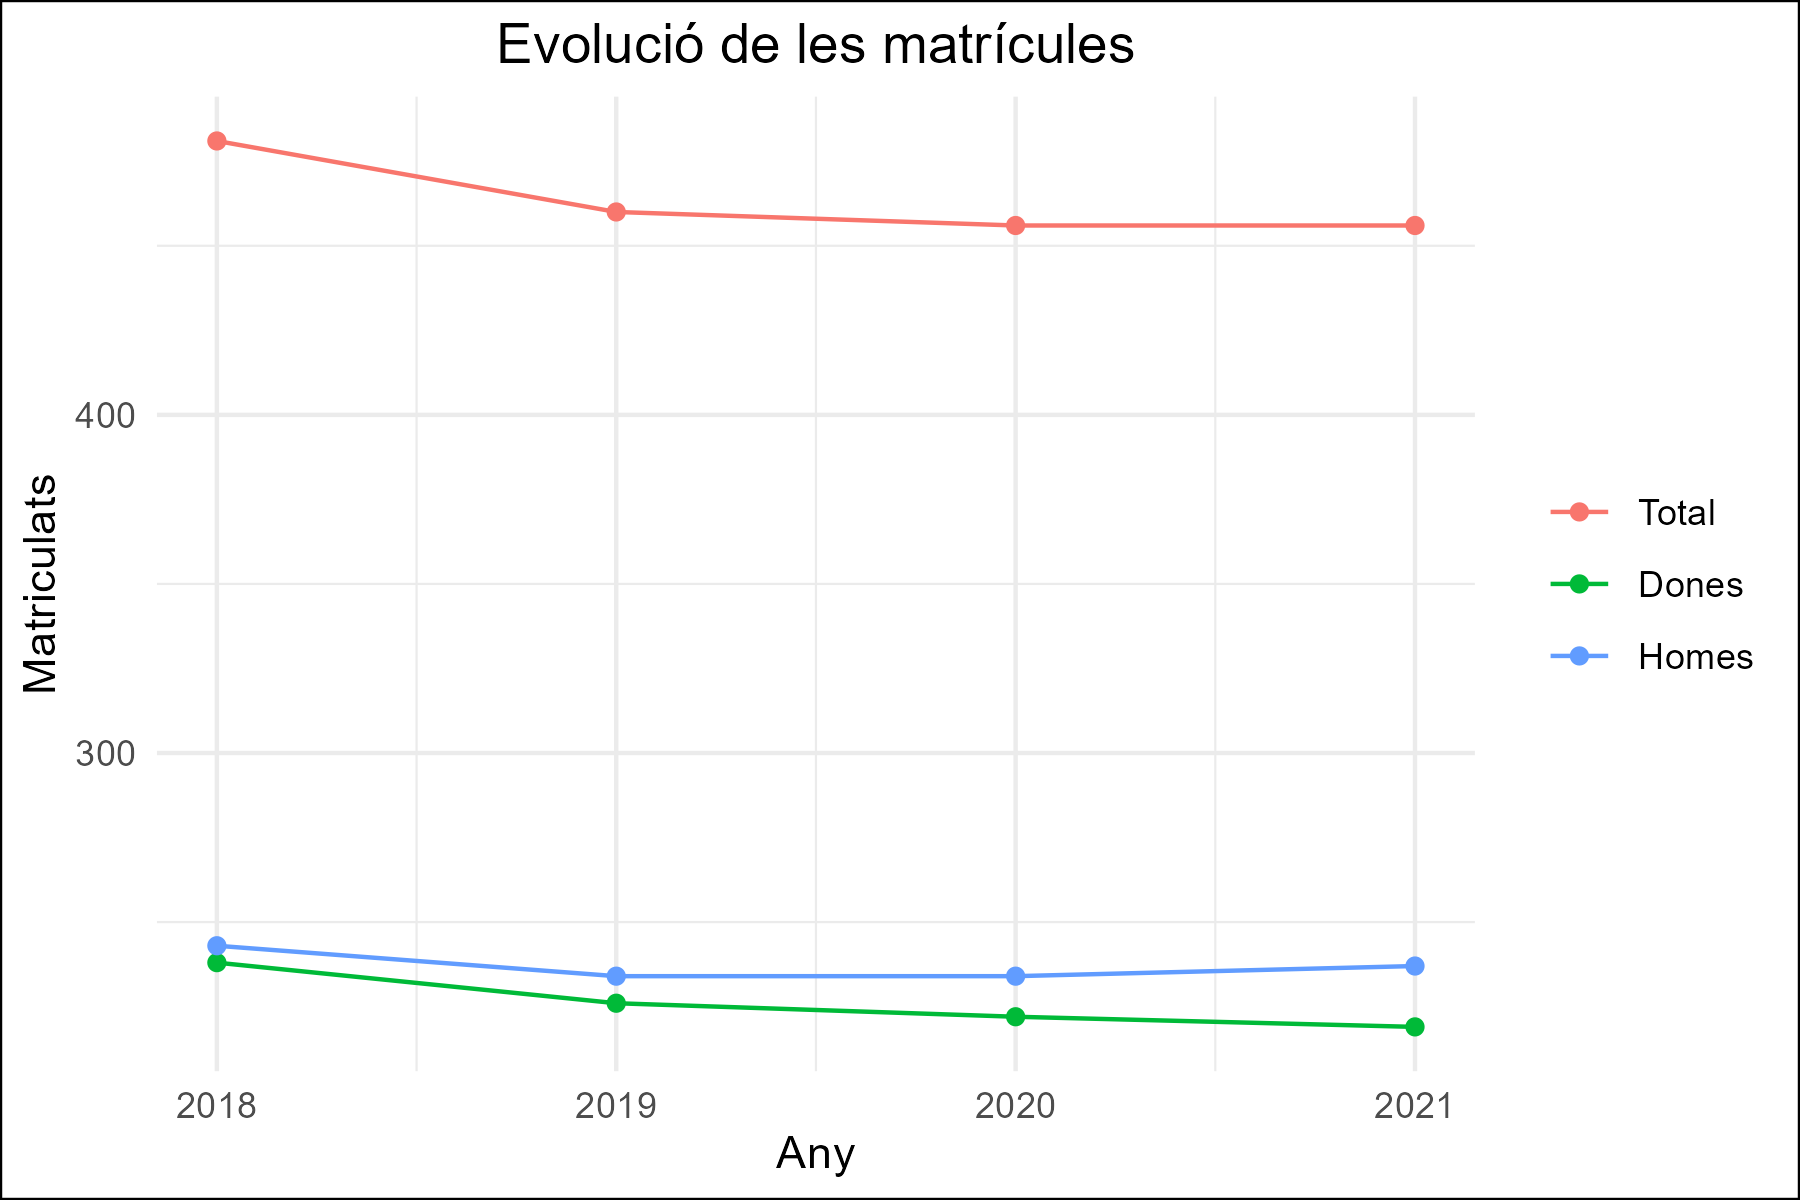 Evolució de les matrícules
Matriculats
400
300
2018
2019
2020
2021
Any
Total
Dones
Homes